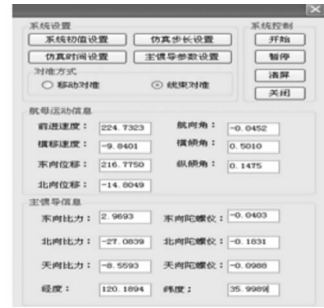 系统设置
系统初值设置 仿真步长设置
仿真时间设置 主惯导参数设置
对准方式
移动对准 线束对准
系统控制
开始
暂停
清屏
关闭
航母运动信息
前进速度： 224.7323 航向角： -0.0452
横移速度： -9.8401 横倾角： 0.5010
东向位移： 216.7750 纵倾角： 0.1475
北向位移： -14.8049
主惯导信息
东向比力： 2.9693 东向陀螺仪： -0.0403
北向比力： -27.0839 北向陀螺仪： -0.1831
天向比力： -8.5593 天向陀螺仪： -0.0988
经度： 120.1894 纬度： 35.9989